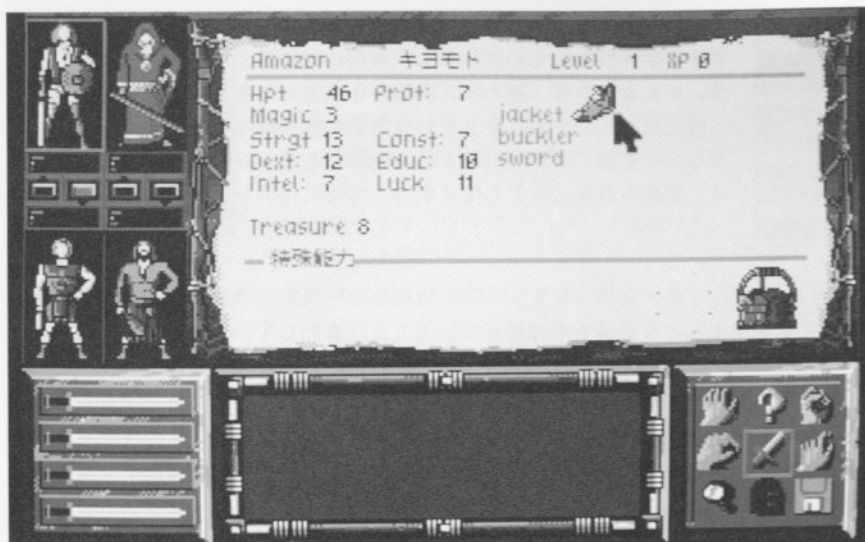 Amazon キヨモト Level 1 XP 0
Hpt 46 Prot: 7
Magic 3 jacket
Strgt 13 Const: 7 buckler
Dext: 12 Educ: 10 sword
Intel: 7 Luck 11
Treasure 8
特殊能力